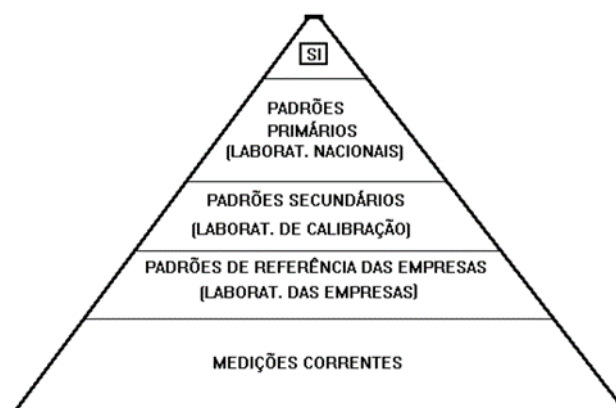 SI
PADRÕES
PRIMÁRIOS
(LABORAT. NACIONAIS)
PADRÕES SECUNDÁRIOS
(LABORAT. DE CALIBRAÇÃO)
PADRÕES DE REFERÊNCIA DAS EMPRESAS
(LABORAT. DAS EMPRESAS)
MEDIÇÕES CORRENTES